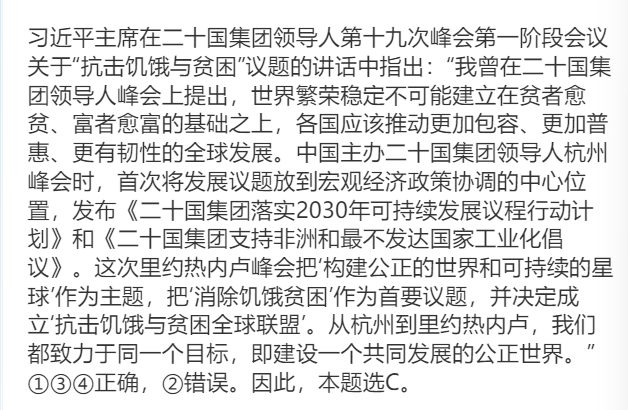 习近平主席在二十国集团领导人第十九次峰会第一阶段会议
关于“抗击饥饿与贫困”议题的讲话中指出：“我曾在二十国集
团领导人峰会上提出，世界繁荣稳定不可能建立在贫者愈
贫、富者愈富的基础之上，各国应该推动更加包容、更加普
惠、更有韧性的全球发展。中国主办二十国集团领导人杭州
峰会时，首次将发展议题放到宏观经济政策协调的中心位
置，发布《二十国集团落实2030年可持续发展议程行动计
划》和《二十国集团支持非洲和最不发达国家工业化倡
议》。这次里约热内卢峰会把‘构建公正的世界和可持续的星
球’作为主题，把‘消除饥饿贫困’作为首要议题，并决定成
立‘抗击饥饿与贫困全球联盟’。从杭州到里约热内卢，我们
都致力于同一个目标，即建设一个共同发展的公正世界。”
①③④正确，②错误。因此，本题选C。